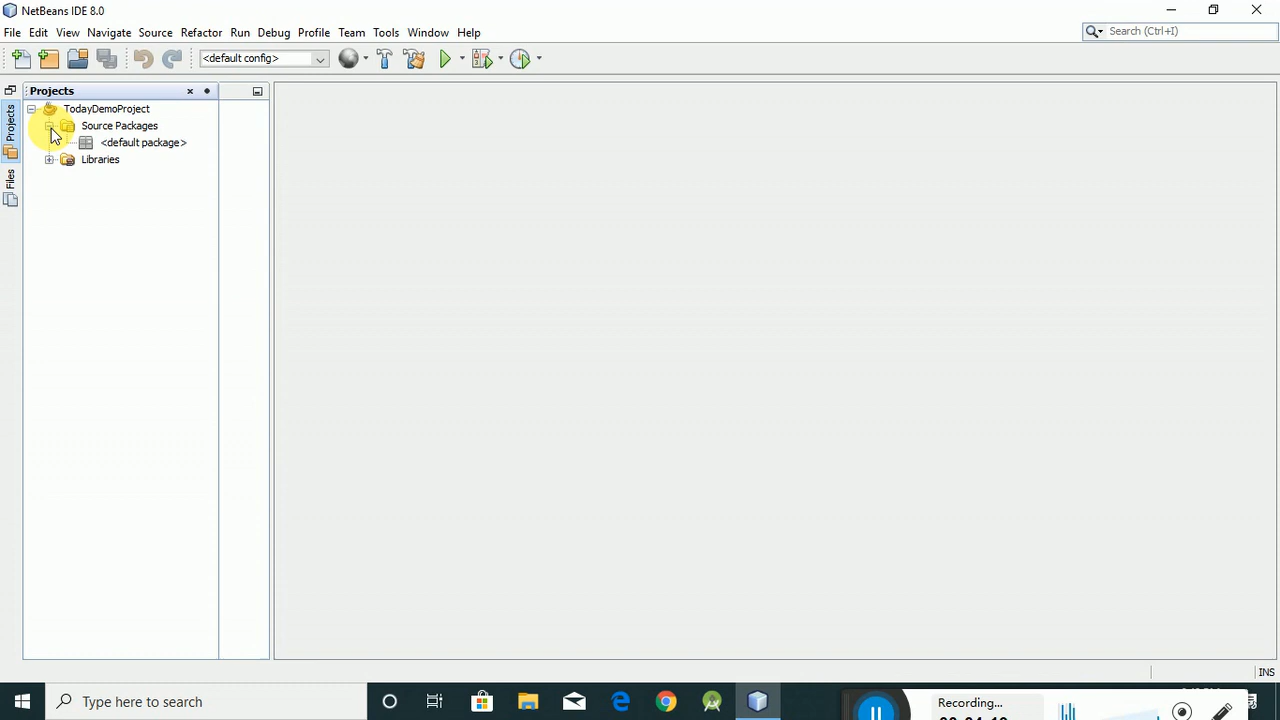 NetBeans IDE 8.0
File Edit View Navigate Source Refactor Run Debug Profile Team Tools Window Help
Search (Ctrl+I)
<default config>
Projects
TodayDemoProject
Source Packages
<default package>
Libraries
Projects
Files
INS
Type here to search
Recording...